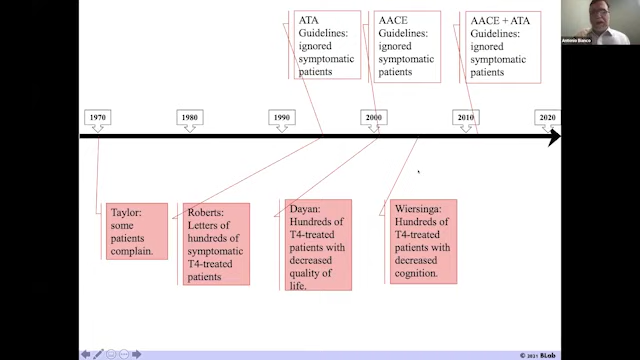 ATA
Guidelines:
ignored
symptomatic
patients
AACE
Guidelines:
ignored
symptomatic
patients
AACE + ATA
Guidelines:
ignored
symptomatic
patients
Antonio Bianco
1970
1980
1990
2000
2010
2020
Taylor:
some
patients
complain.
Roberts:
Letters of
hundreds of
symptomatic
T4-treated
patients
Dayan:
Hundreds of
T4-treated
patients with
decreased
quality of
life.
Wiersinga:
Hundreds of
T4-treated
patients with
decreased
cognition.
© 2021 BLab